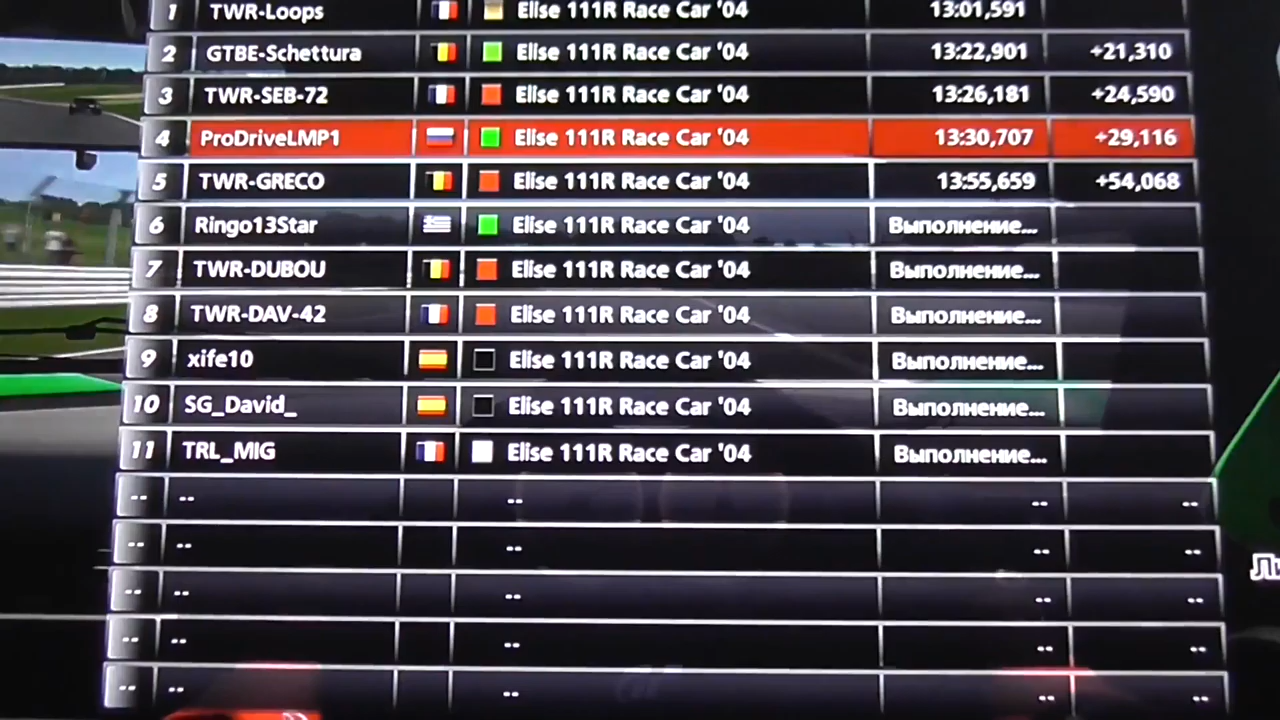 1 TWR-Loops Elise 111R Race Car '04 13:01,591
2 GTBE-Schettura Elise 111R Race Car '04 13:22,901 +21,310
3 TWR-SEB-72 Elise 111R Race Car '04 13:26,181 +24,590
4 ProDriveLMP1 Elise 111R Race Car '04 13:30,707 +29,116
5 TWR-GRECO Elise 111R Race Car '04 13:55,659 +54,068
6 Ringo13Star Elise 111R Race Car '04 Выполнение...
7 TWR-DUBOU Elise 111R Race Car '04 Выполнение...
8 TWR-DAV-42 Elise 111R Race Car '04 Выполнение...
9 xife10 Elise 111R Race Car '04 Выполнение...
10 SG_David_ Elise 111R Race Car '04 Выполнение...
11 TRL_MIG Elise 111R Race Car '04 Выполнение...
-- -- -- -- --
-- -- -- -- --
-- -- -- -- --
-- -- -- -- --
-- -- -- -- --